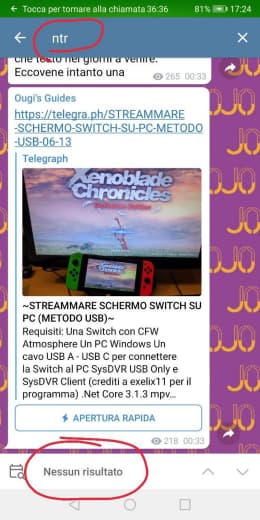 Tocca per tornare alla chiamata 36:36
81% 17:24
ntr
che testo nei giorni a venire.
Eccovene intanto una
265 00:33
Ougi's Guides
https://telegra.ph/STREAMMARE
-SCHERMO-SWITCH-SU-PC-METODO
-USB-06-13
Telegraph
Xenoblade
Chronicles
Definitive Edition
~STREAMMARE SCHERMO SWITCH SU
PC (METODO USB)~
Requisiti: Una Switch con CFW
Atmosphere Un PC Windows Un
cavo USB A - USB C per connettere
la Switch al PC SysDVR USB Only e
SysDVR Client (crediti a exelix11 per il
programma) .Net Core 3.1.3 mpv...
APERTURA RAPIDA
218 00:33
Nessun risultato